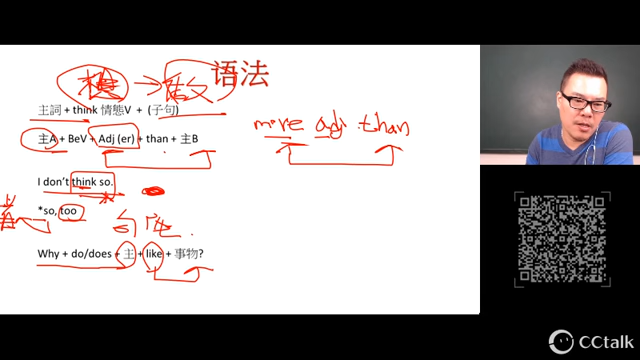 语法
主詞 + think 情態V + (子句)
more adj. than
主A + BeV + Adj (er) + than + 主B
I don't think so.
*so, too
Why + do/does + 主 + like + 事物?
CCtalk